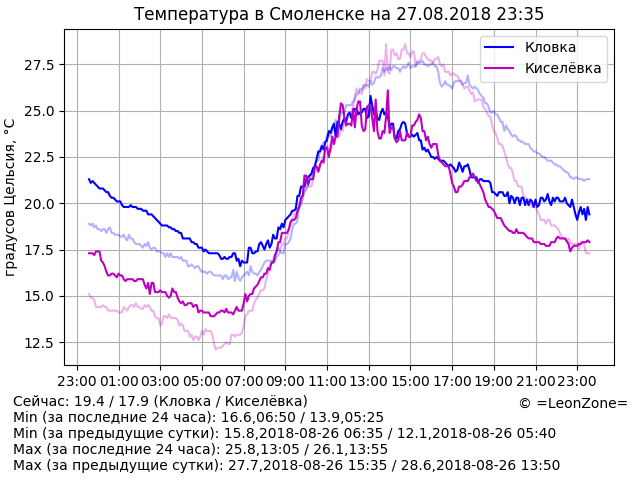 Температура в Смоленске на 27.08.2018 23:35
Кловка
Киселёвка
градусов Цельсия, °C
27.5
25.0
22.5
20.0
17.5
15.0
12.5
23:00 01:00 03:00 05:00 07:00 09:00 11:00 13:00 15:00 17:00 19:00 21:00 23:00
Сейчас: 19.4 / 17.9 (Кловка / Киселёвка)
© =LeonZone=
Min (за последние 24 часа): 16.6,06:50 / 13.9,05:25
Min (за предыдущие сутки): 15.8,2018-08-26 06:35 / 12.1,2018-08-26 05:40
Max (за последние 24 часа): 25.8,13:05 / 26.1,13:55
Max (за предыдущие сутки): 27.7,2018-08-26 15:35 / 28.6,2018-08-26 13:50